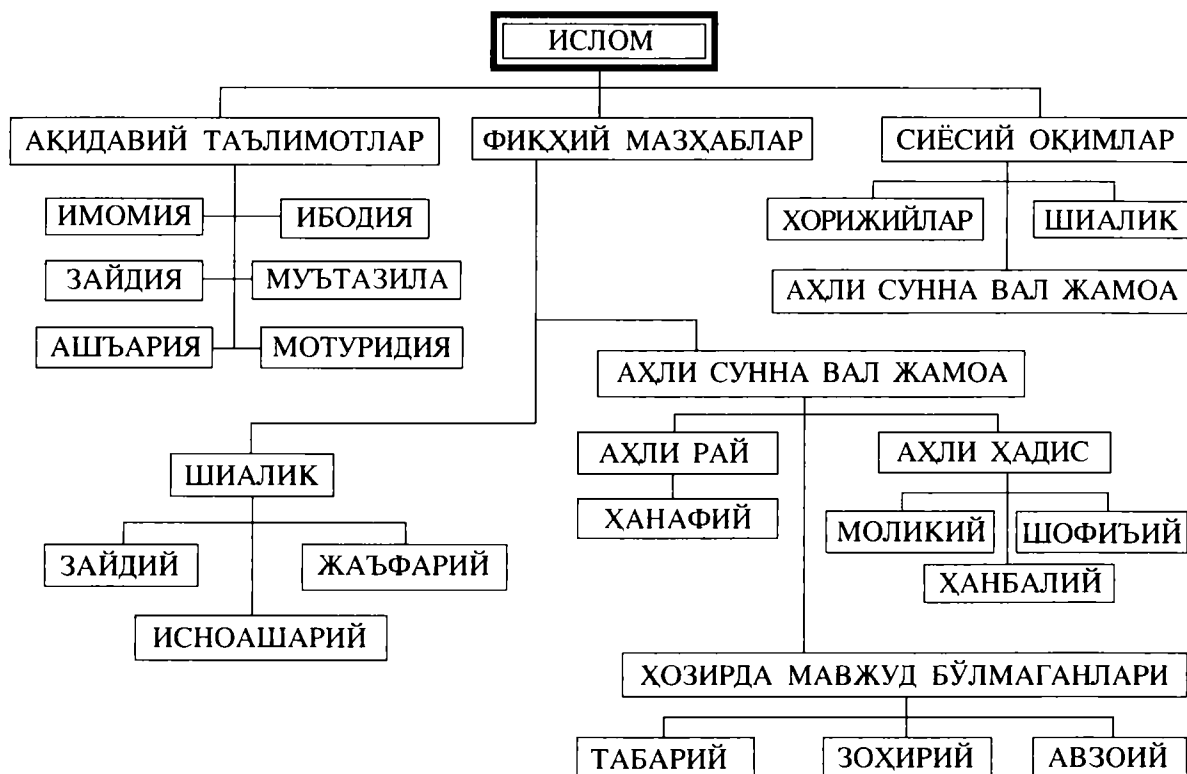 ИСЛОМ
АҚИДАВИЙ ТАЪЛИМОТЛАР
ФИҚҲИЙ МАЗҲАБЛАР
СИЁСИЙ ОҚИМЛАР
ИМОМИЯ
ИБОДИЯ
ЗАЙДИЯ
МУЪТАЗИЛА
АШЪАРИЯ
МОТУРИДИЯ
ХОРИЖИЙЛАР
ШИАЛИК
АҲЛИ СУННА ВАЛ ЖАМОА
АҲЛИ СУННА ВАЛ ЖАМОА
АҲЛИ РАЙ
АҲЛИ ҲАДИС
ҲАНАФИЙ
МОЛИКИЙ
ШОФИЪИЙ
ҲАНБАЛИЙ
ШИАЛИК
ЗАЙДИЙ
ЖАЪФАРИЙ
ИСНОАШАРИЙ
ҲОЗИРДА МАВЖУД БЎЛМАГАНЛАРИ
ТАБАРИЙ
ЗОҲИРИЙ
АВЗОИЙ